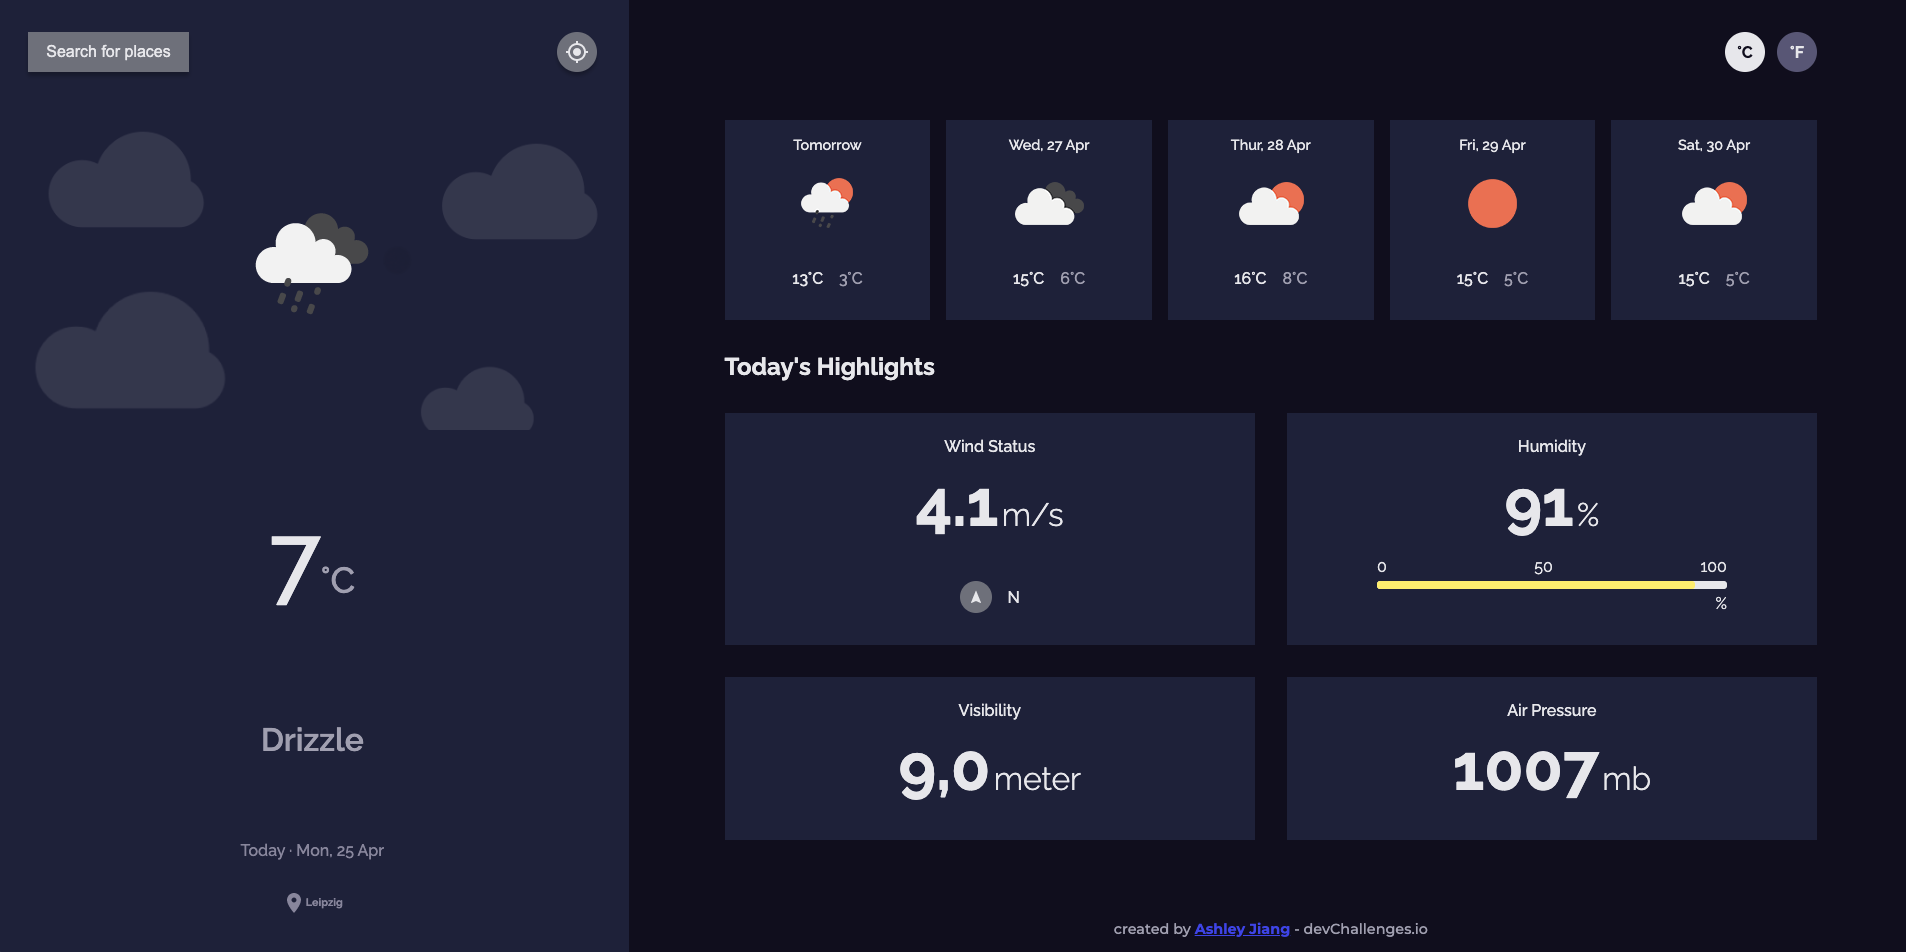 Search for places
7°C
Drizzle
Today · Mon, 25 Apr
Leipzig
°C °F
Tomorrow
13°C 3°C
Wed, 27 Apr
15°C 6°C
Thur, 28 Apr
16°C 8°C
Fri, 29 Apr
15°C 5°C
Sat, 30 Apr
15°C 5°C
Today's Highlights
Wind Status
4.1m/s
N
Humidity
91%
0 50 100
%
Visibility
9,0 meter
Air Pressure
1007mb
created by Ashley Jiang - devChallenges.io